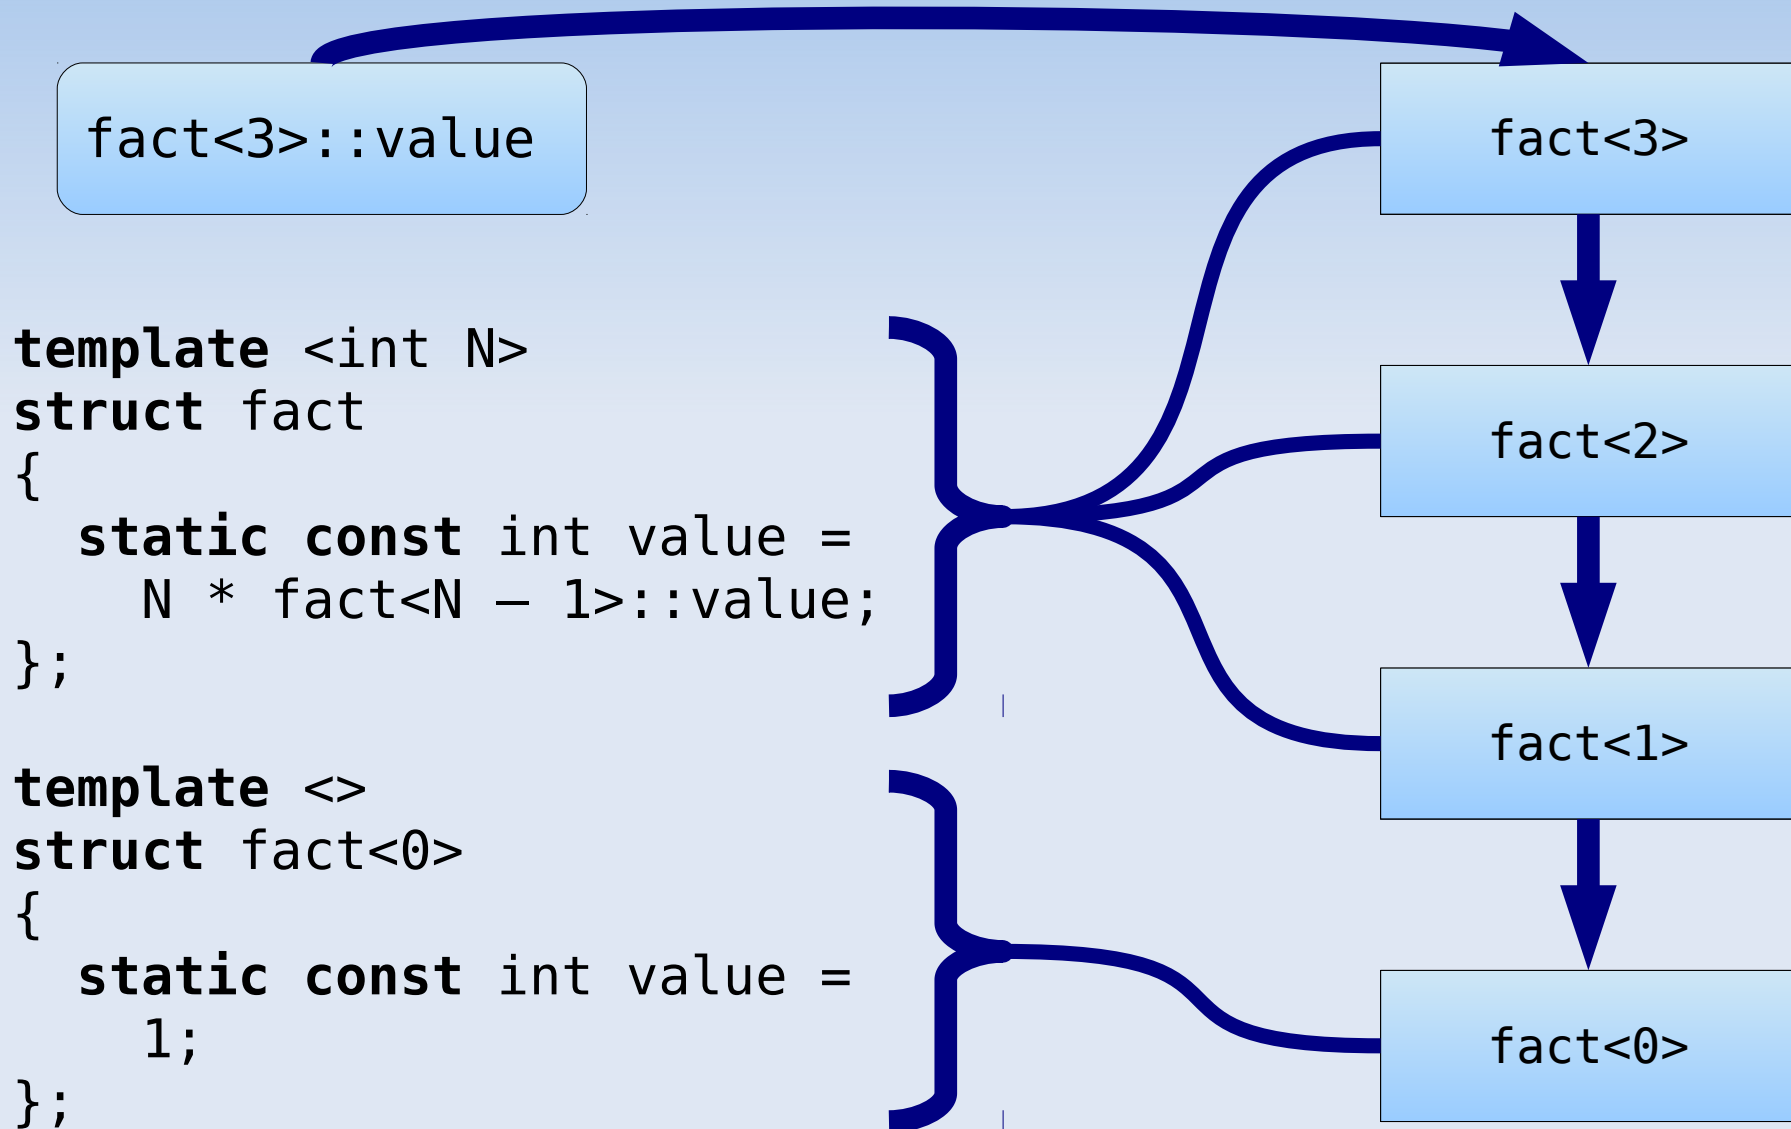 fact<3>::value
fact<3>
template <int N>
struct fact
{
  static const int value =
    N * fact<N – 1>::value;
};
fact<2>
fact<1>
template <>
struct fact<0>
{
  static const int value =
    1;
};
fact<0>